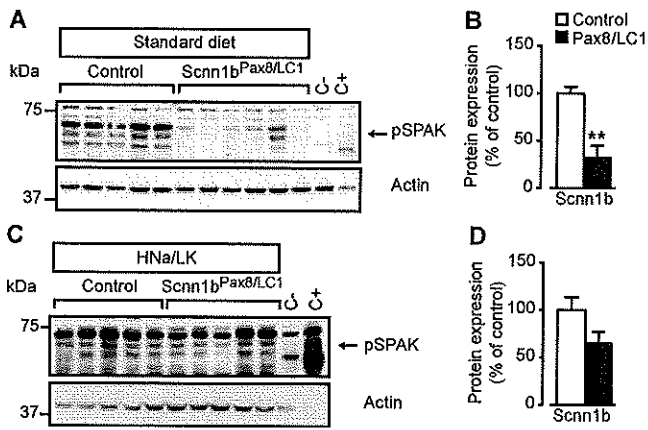 A
Standard diet
kDa
Control
Scnn1bPax8/LC1
C-
C+
75
pSPAK
37
Actin
B
Control
Pax8/LC1
Protein expression
(% of control)
150
100
50
0
**
Scnn1b
C
HNa/LK
kDa
Control
Scnn1bPax8/LC1
C-
C+
75
pSPAK
37
Actin
D
Protein expression
(% of control)
150
100
50
0
Scnn1b